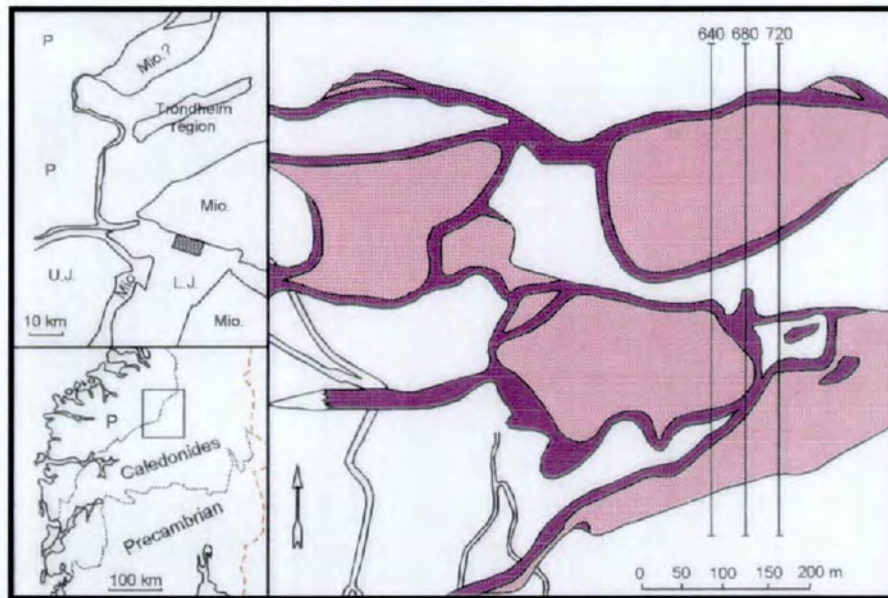 P
Mio.?
Trondheim
region
P
Mio.
U.J.
Mio.
L.J.
Mio.
10 km
P
Caledonides
Precambrian
100 km
640 680 720
0 50 100 150 200 m